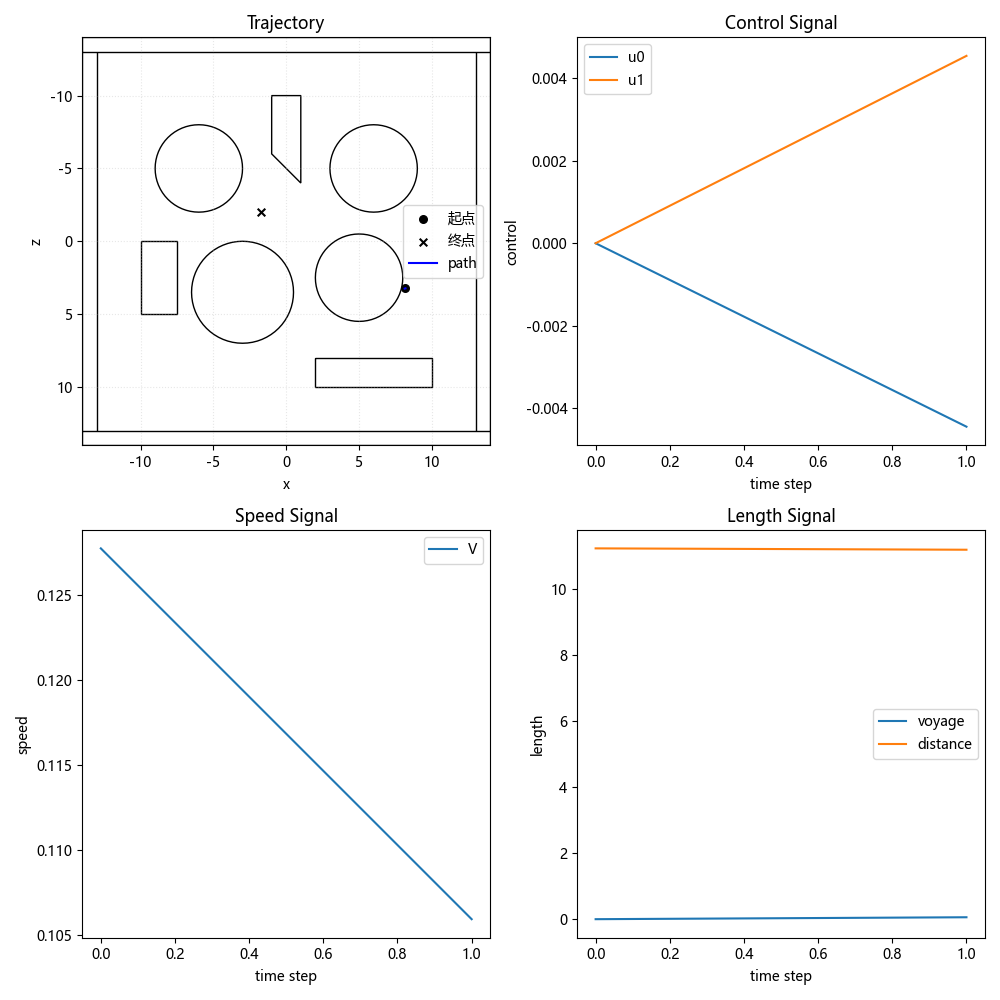 Trajectory
-10
-5
0
5
10
z
-10
-5
0
5
10
x
起点
终点
path
Control Signal
u0
u1
0.004
0.002
0.000
-0.002
-0.004
control
0.0
0.2
0.4
0.6
0.8
1.0
time step
Speed Signal
V
0.125
0.120
0.115
0.110
0.105
speed
0.0
0.2
0.4
0.6
0.8
1.0
time step
Length Signal
10
8
6
4
2
0
length
voyage
distance
0.0
0.2
0.4
0.6
0.8
1.0
time step